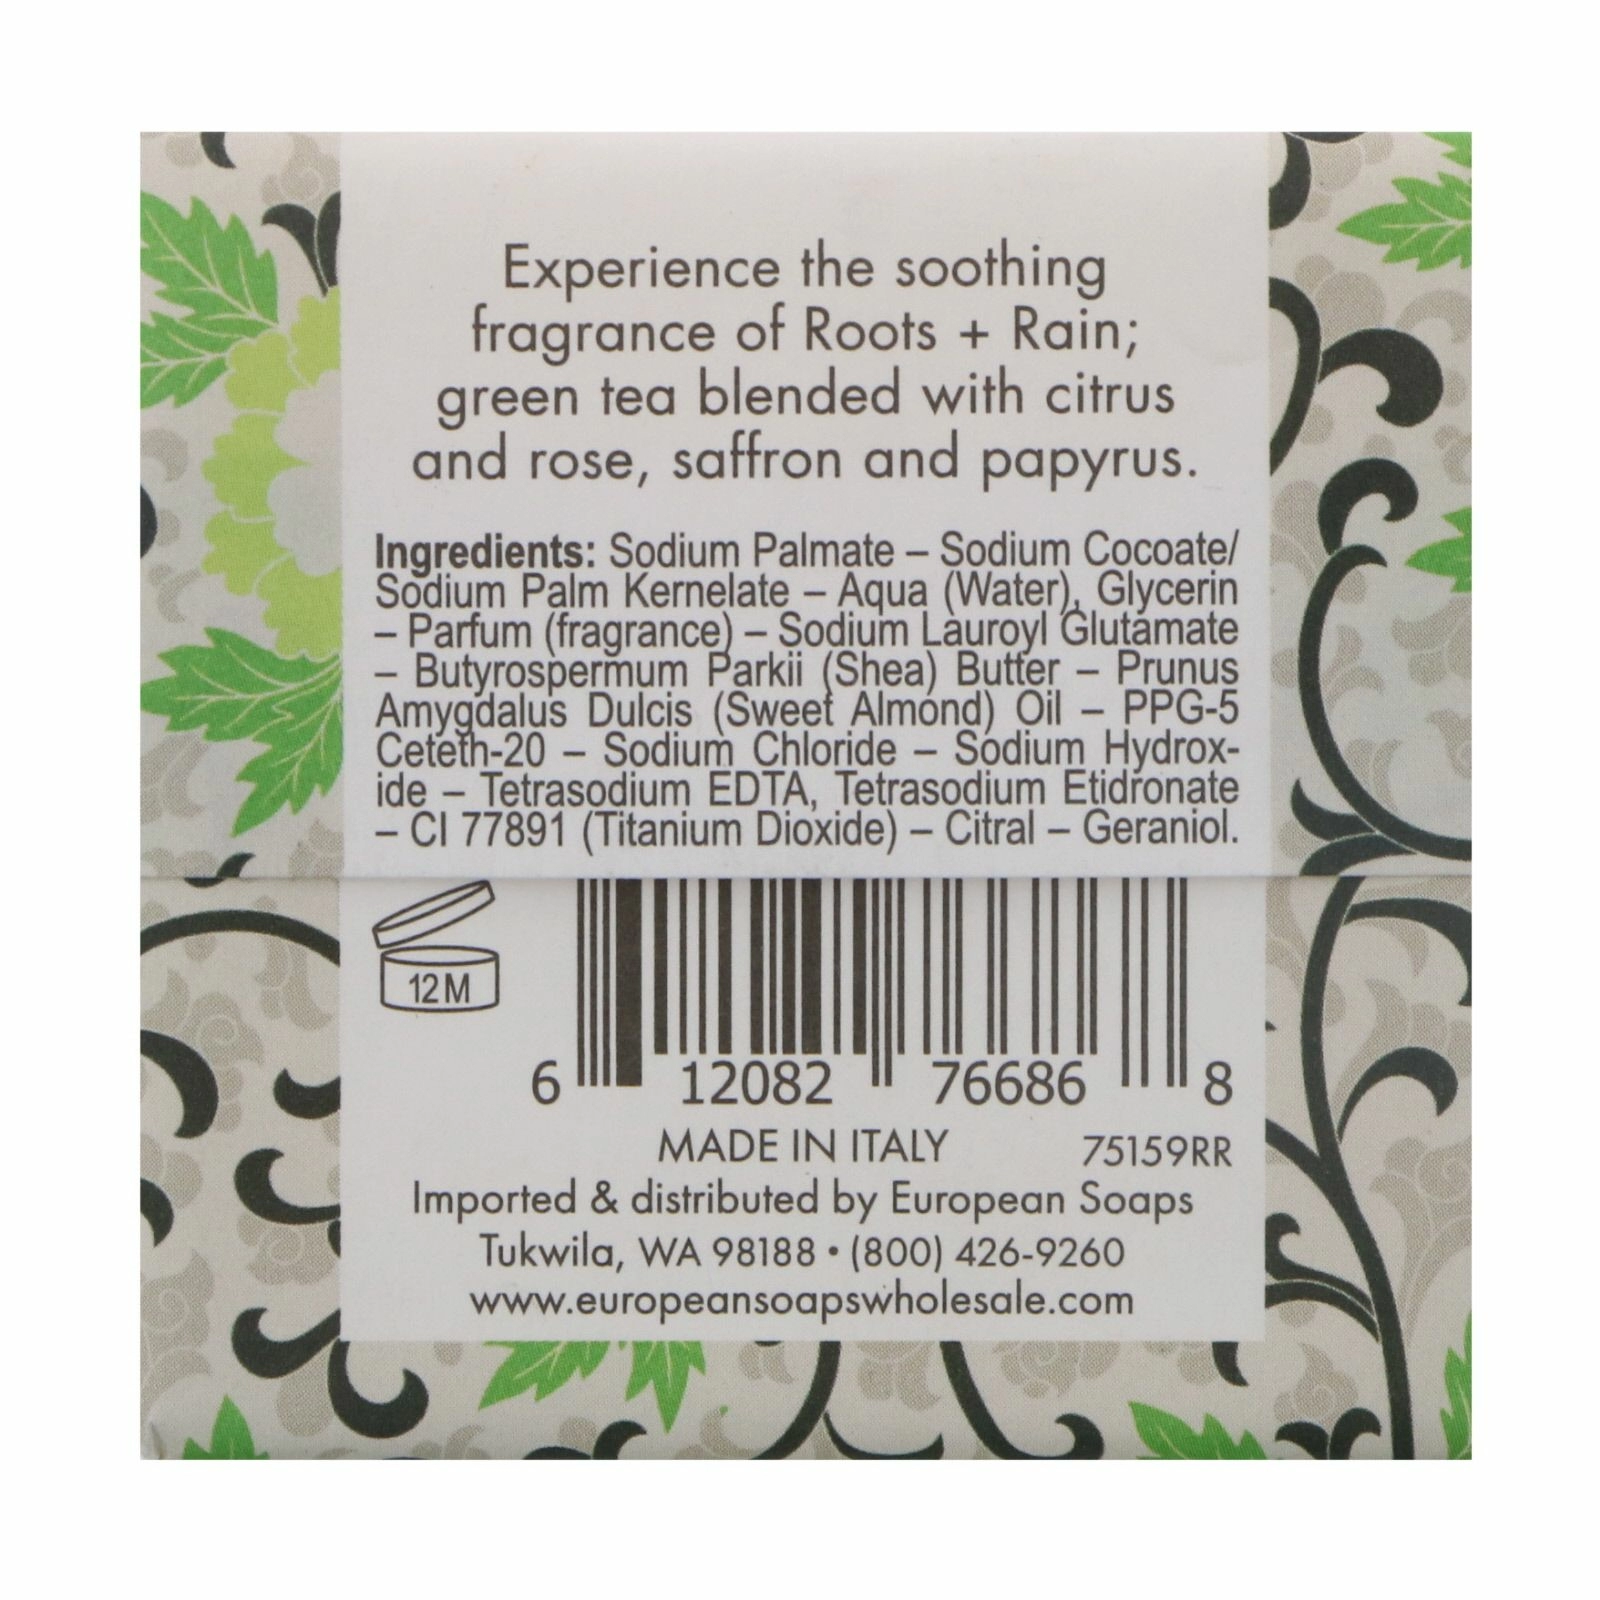 Experience the soothing
fragrance of Roots + Rain;
green tea blended with citrus
and rose, saffron and papyrus.
Ingredients: Sodium Palmate – Sodium Cocoate/
Sodium Palm Kernelate – Aqua (Water), Glycerin
– Parfum (fragrance) – Sodium Lauroyl Glutamate
– Butyrospermum Parkii (Shea) Butter – Prunus
Amygdalus Dulcis (Sweet Almond) Oil – PPG-5
Ceteth-20 – Sodium Chloride – Sodium Hydrox-
ide – Tetrasodium EDTA, Tetrasodium Etidronate
– CI 77891 (Titanium Dioxide) – Citral – Geraniol.
12 M
6 12082 76686 8
MADE IN ITALY 75159RR
Imported & distributed by European Soaps
Tukwila, WA 98188 • (800) 426-9260
www.europeansoapswholesale.com